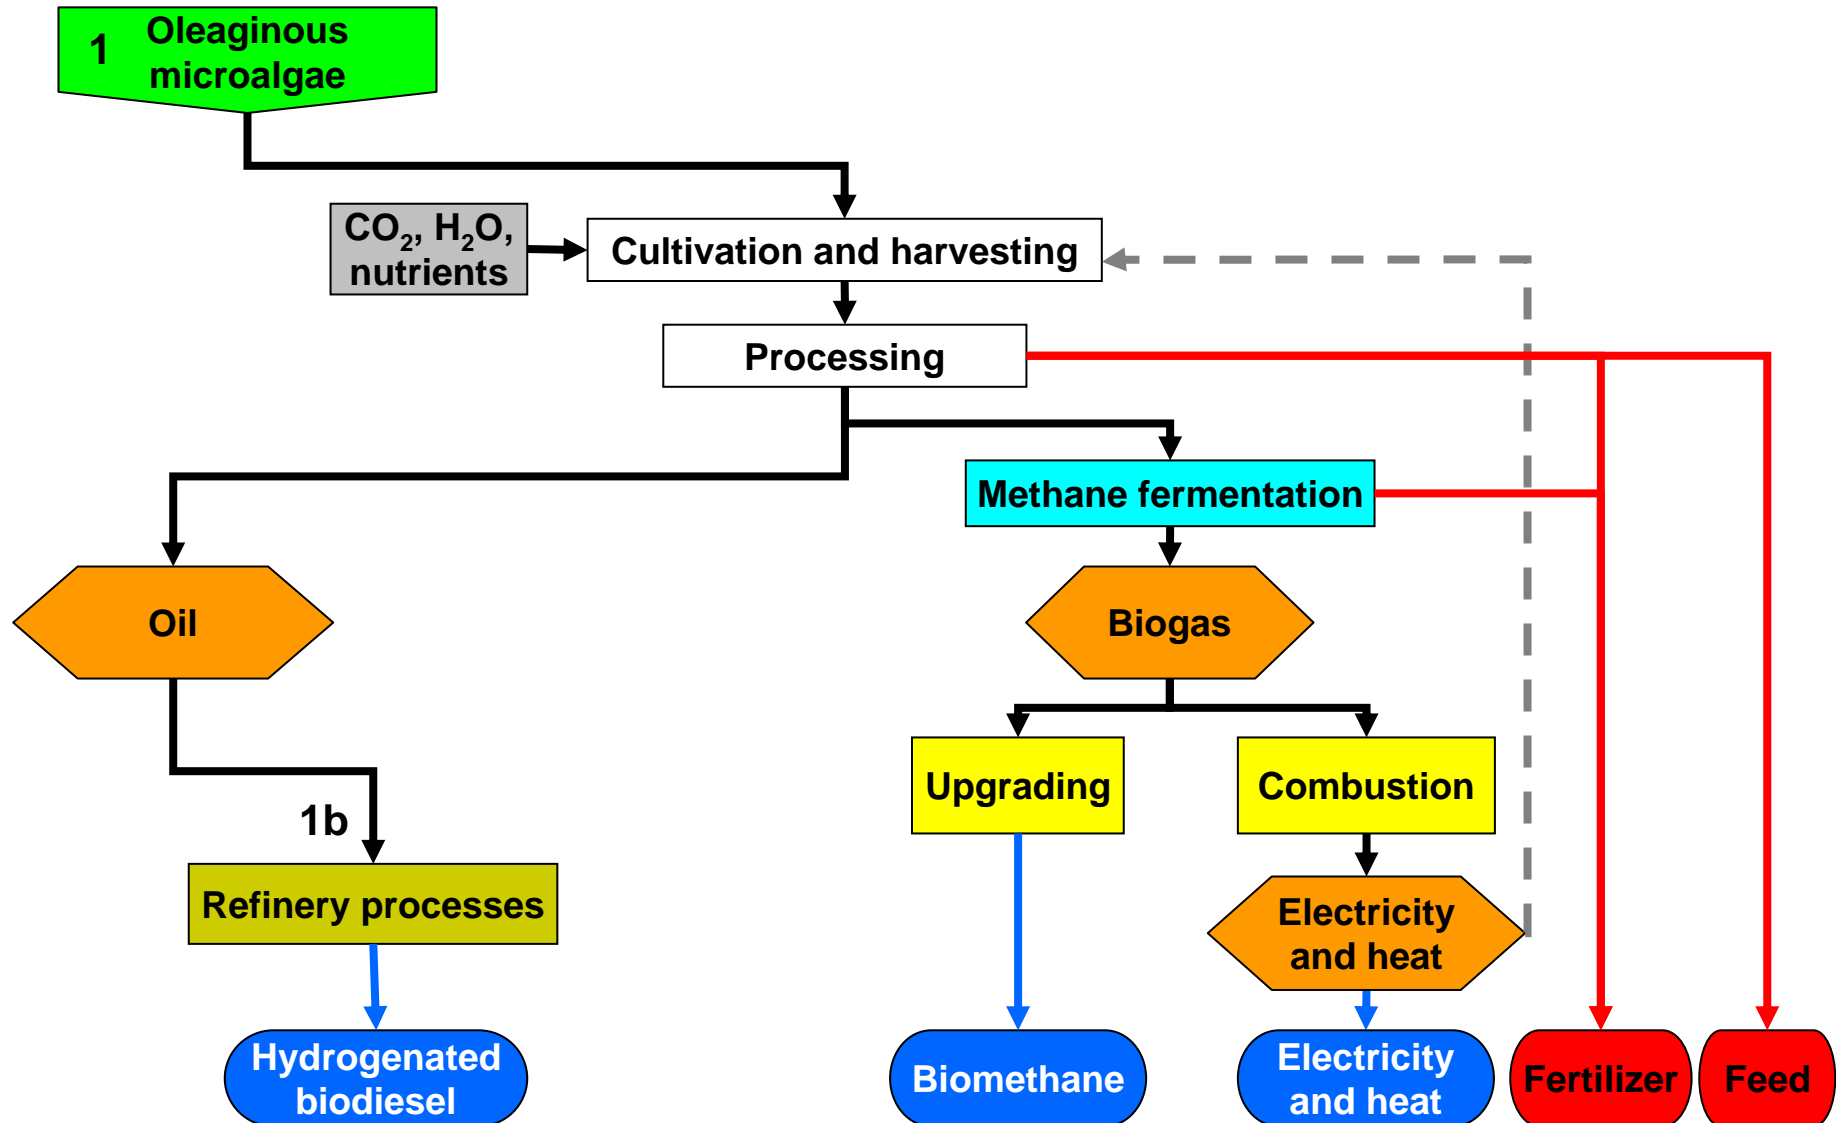 1 Oleaginous
microalgae
CO₂, H₂O,
nutrients
Cultivation and harvesting
Processing
Methane fermentation
Oil
Biogas
Upgrading
Combustion
1b
Refinery processes
Electricity
and heat
Hydrogenated
biodiesel
Biomethane
Electricity
and heat
Fertilizer
Feed